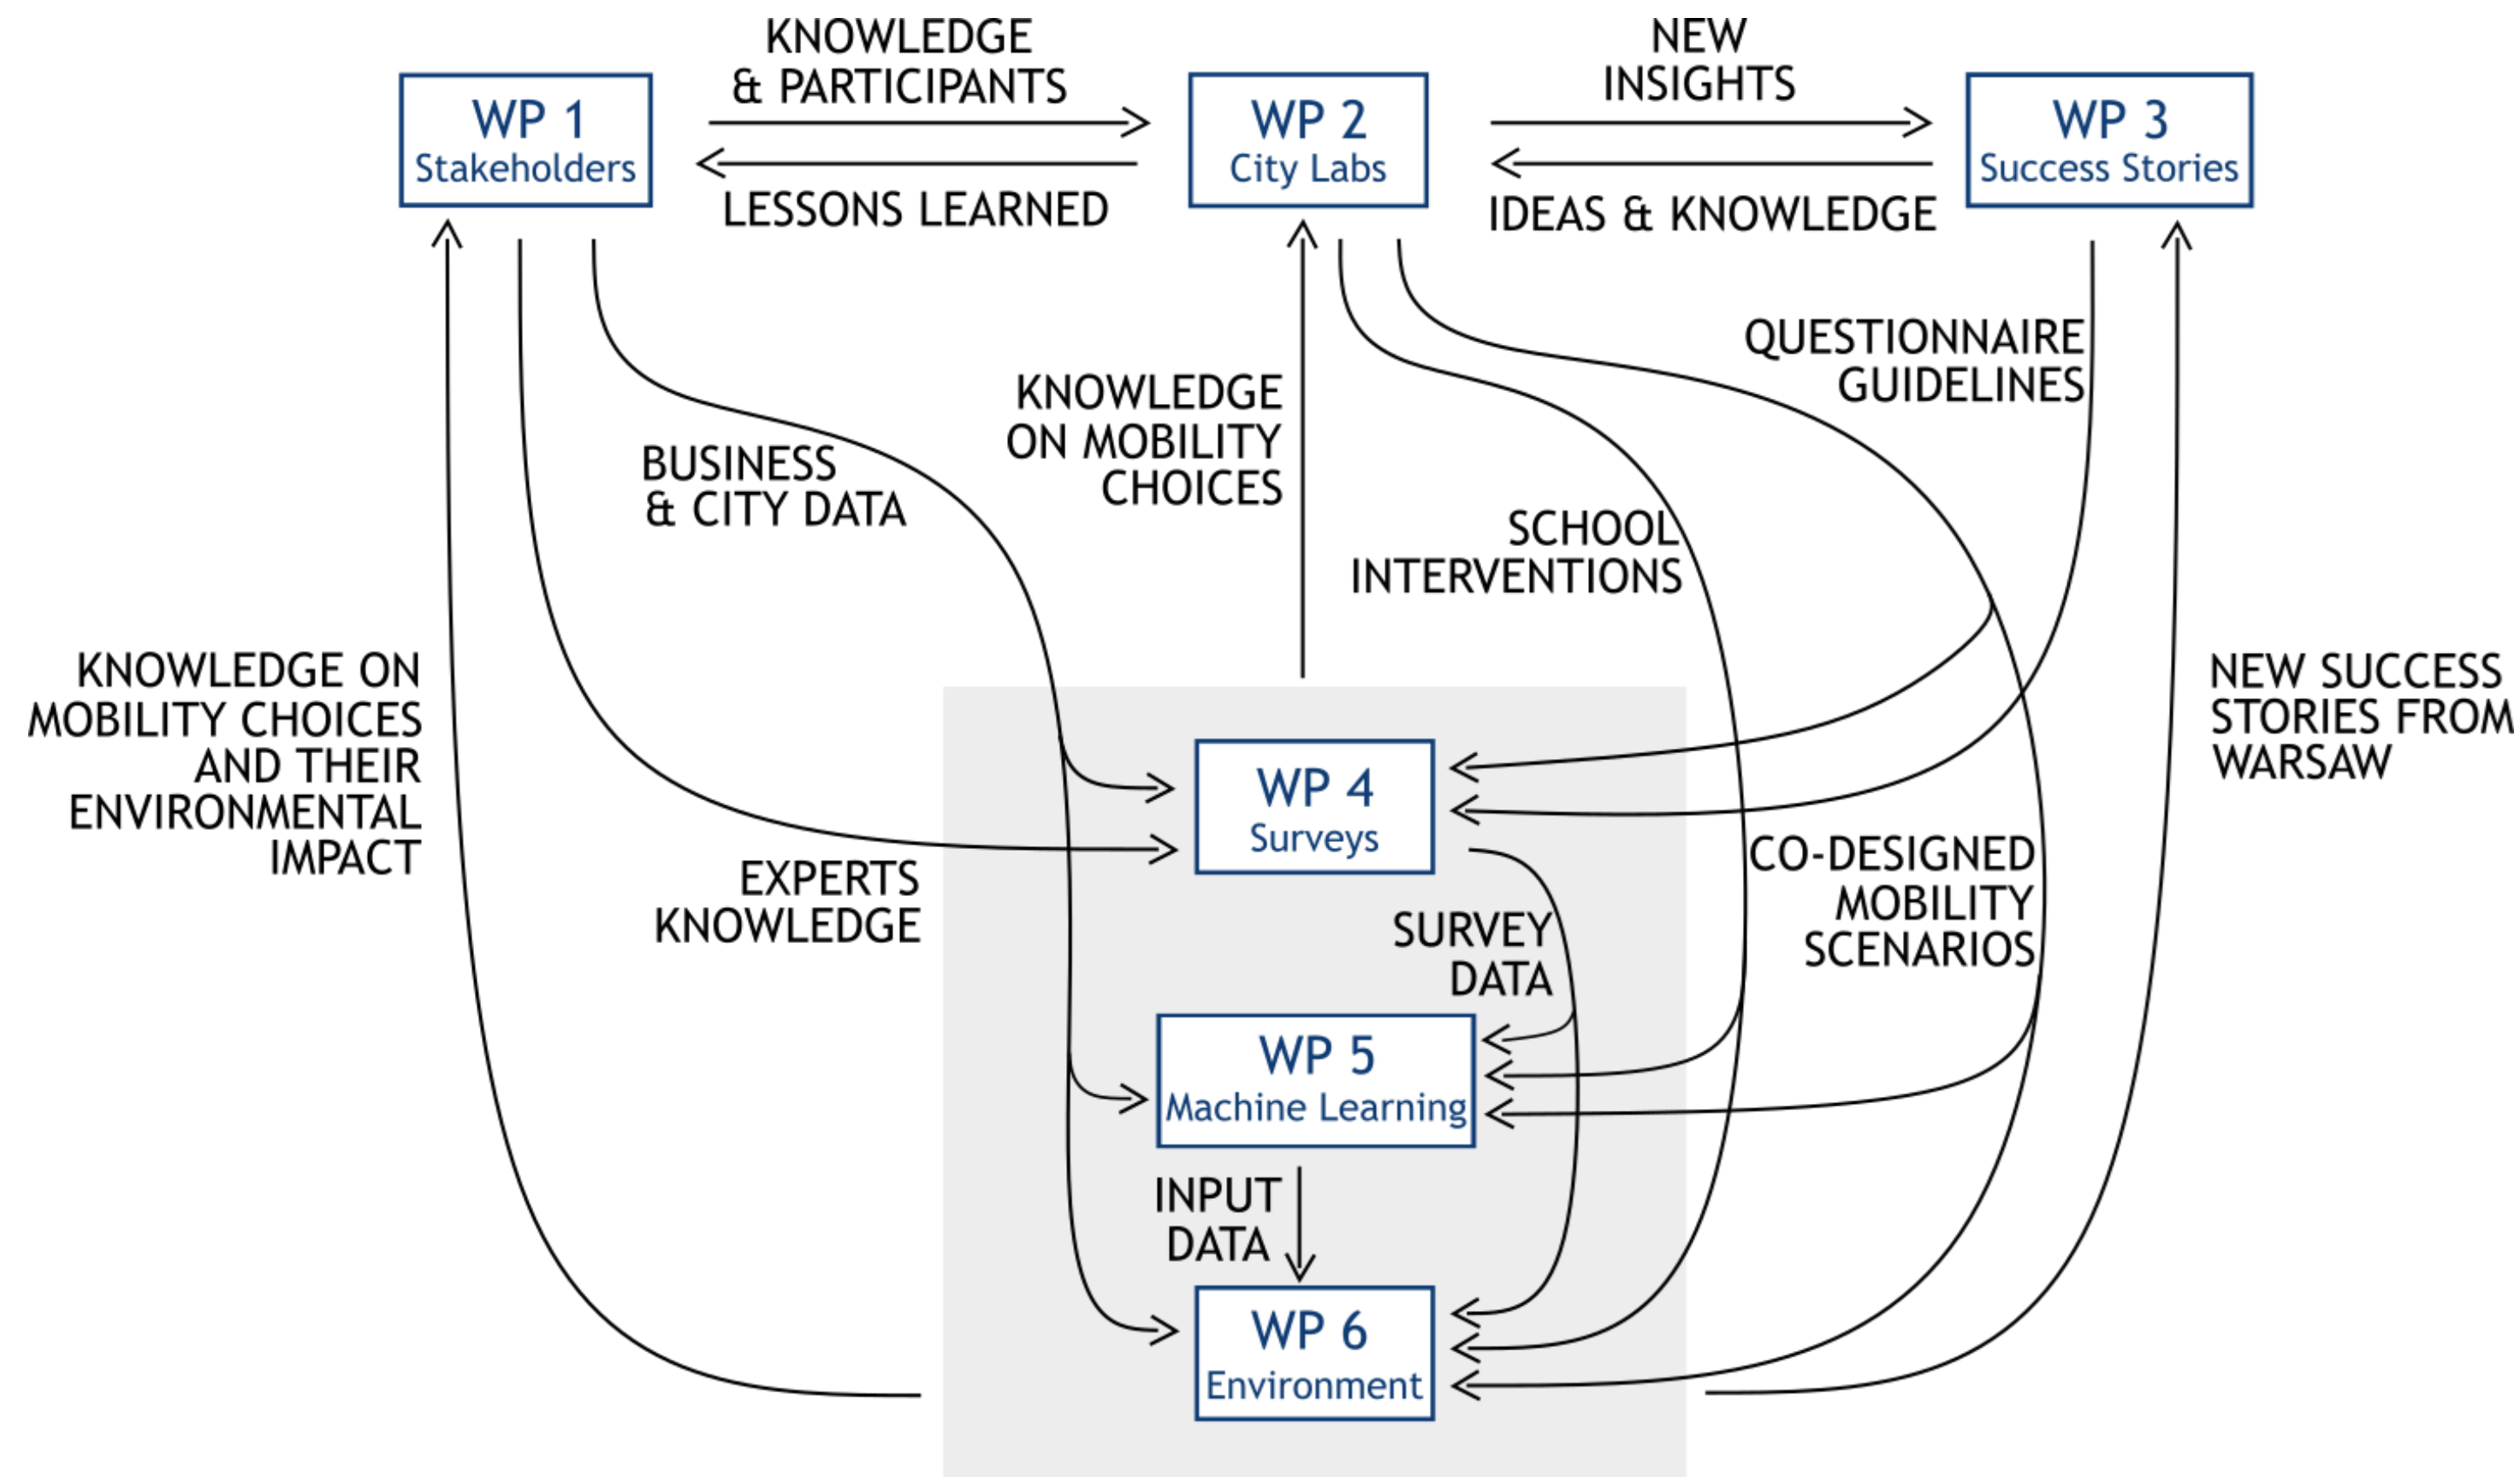 KNOWLEDGE
& PARTICIPANTS
NEW
INSIGHTS
WP 1
Stakeholders
WP 2
City Labs
WP 3
Success Stories
LESSONS LEARNED
IDEAS & KNOWLEDGE
QUESTIONNAIRE
GUIDELINES
KNOWLEDGE
ON MOBILITY
CHOICES
BUSINESS
& CITY DATA
SCHOOL
INTERVENTIONS
KNOWLEDGE ON
MOBILITY CHOICES
AND THEIR
ENVIRONMENTAL
IMPACT
NEW SUCCESS
STORIES FROM
WARSAW
WP 4
Surveys
EXPERTS
KNOWLEDGE
CO-DESIGNED
MOBILITY
SCENARIOS
SURVEY
DATA
WP 5
Machine Learning
INPUT
DATA
WP 6
Environment